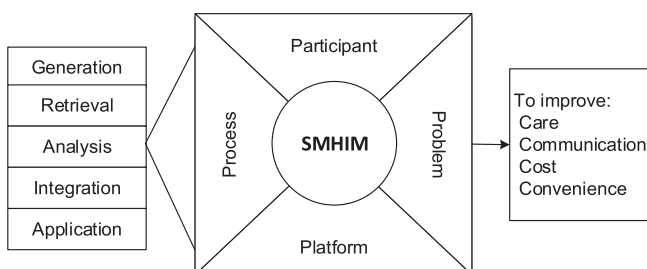 Generation
Retrieval
Analysis
Integration
Application
Participant
Process
SMHIM
Problem
Platform
To improve:
Care
Communication
Cost
Convenience